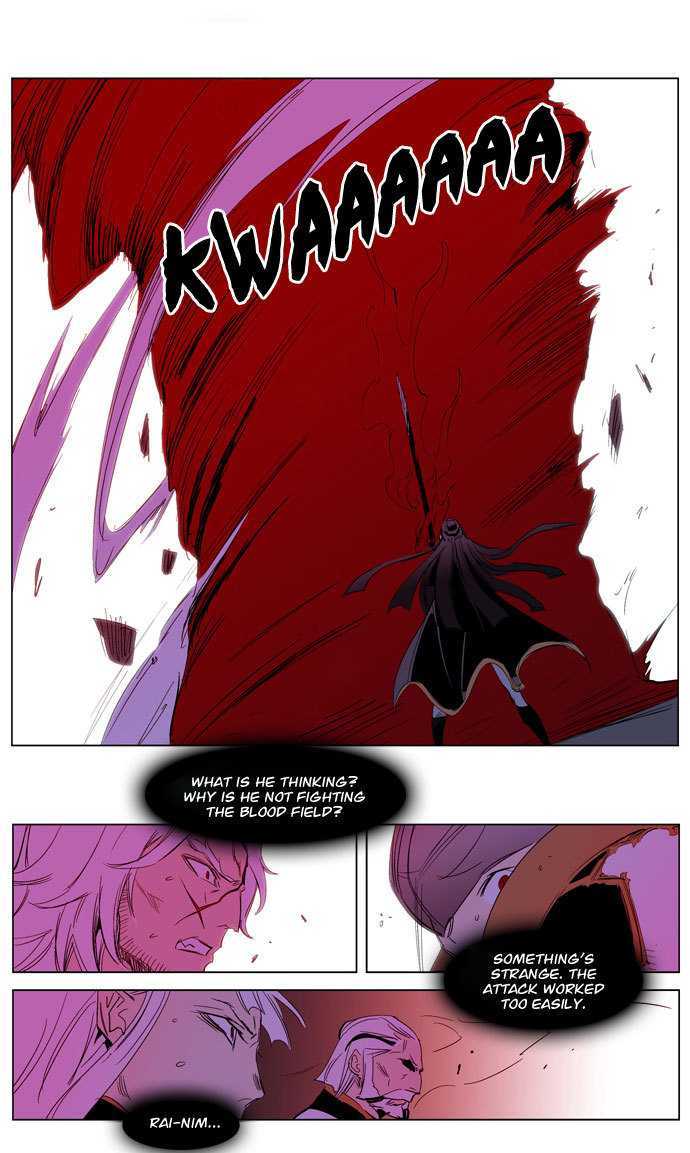 KWAAAAAA
WHAT IS HE THINKING?
WHY IS HE NOT FIGHTING
THE BLOOD FIELD?
SOMETHING'S
STRANGE. THE
ATTACK WORKED
TOO EASILY.
RAI-NIM...